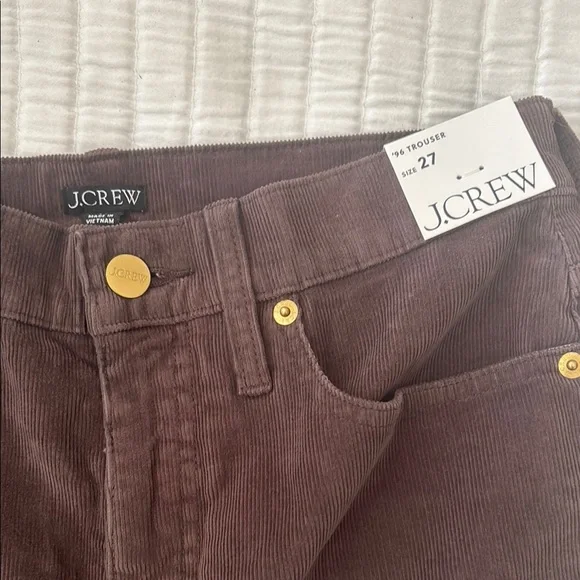 J.CREW
MADE IN
VIETNAM
J.CREW
'96 TROUSER
SIZE 27
J.CREW